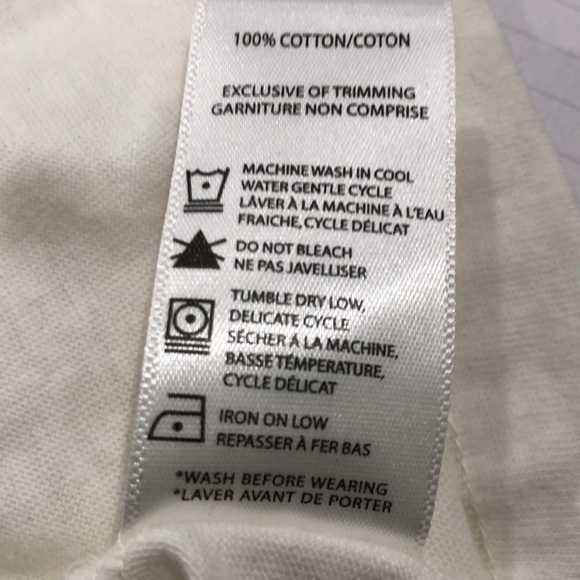 100% COTTON/COTON
EXCLUSIVE OF TRIMMING
GARNITURE NON COMPRISE
MACHINE WASH IN COOL
WATER GENTLE CYCLE
LAVER À LA MACHINE À L'EAU
FRAICHE, CYCLE DÉLICAT
DO NOT BLEACH
NE PAS JAVELLISER
TUMBLE DRY LOW,
DELICATE CYCLE
SÉCHER À LA MACHINE,
BASSE TEMPÉRATURE,
CYCLE DÉLICAT
IRON ON LOW
REPASSER À FER BAS
*WASH BEFORE WEARING
*LAVER AVANT DE PORTER